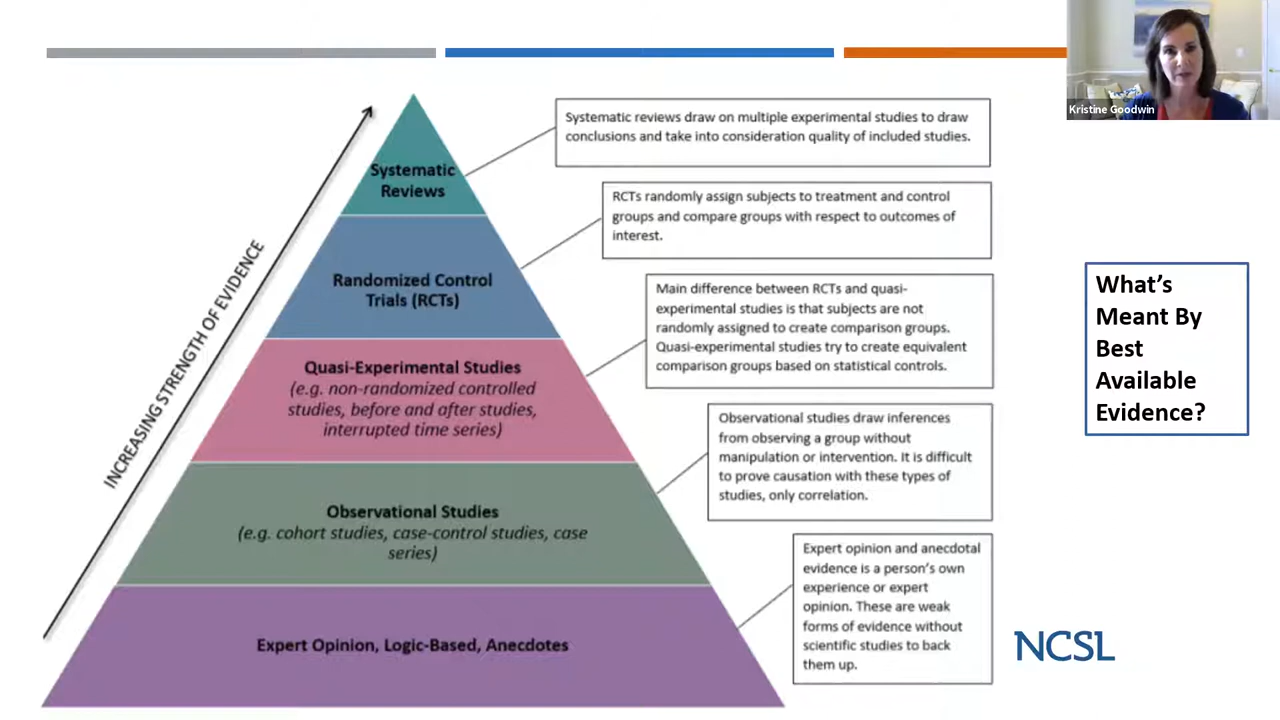 Kristine Goodwin
INCREASING STRENGTH OF EVIDENCE
Systematic
Reviews
Systematic reviews draw on multiple experimental studies to draw
conclusions and take into consideration quality of included studies.
Randomized Control
Trials (RCTs)
RCTs randomly assign subjects to treatment and control
groups and compare groups with respect to outcomes of
interest.
Quasi-Experimental Studies
(e.g. non-randomized controlled
studies, before and after studies,
interrupted time series)
Main difference between RCTs and quasi-
experimental studies is that subjects are not
randomly assigned to create comparison groups.
Quasi-experimental studies try to create equivalent
comparison groups based on statistical controls.
Observational Studies
(e.g. cohort studies, case-control studies, case
series)
Observational studies draw inferences
from observing a group without
manipulation or intervention. It is difficult
to prove causation with these types of
studies, only correlation.
Expert Opinion, Logic-Based, Anecdotes
Expert opinion and anecdotal
evidence is a person's own
experience or expert
opinion. These are weak
forms of evidence without
scientific studies to back
them up.
What's
Meant By
Best
Available
Evidence?
NCSL